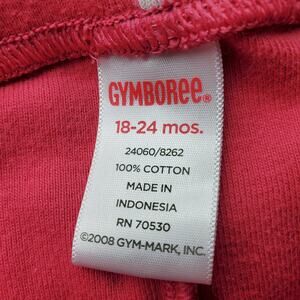 GYMBOREE®
18-24 mos.
24060/8262
100% COTTON
MADE IN
INDONESIA
RN 70530
©2008 GYM-MARK, INC.